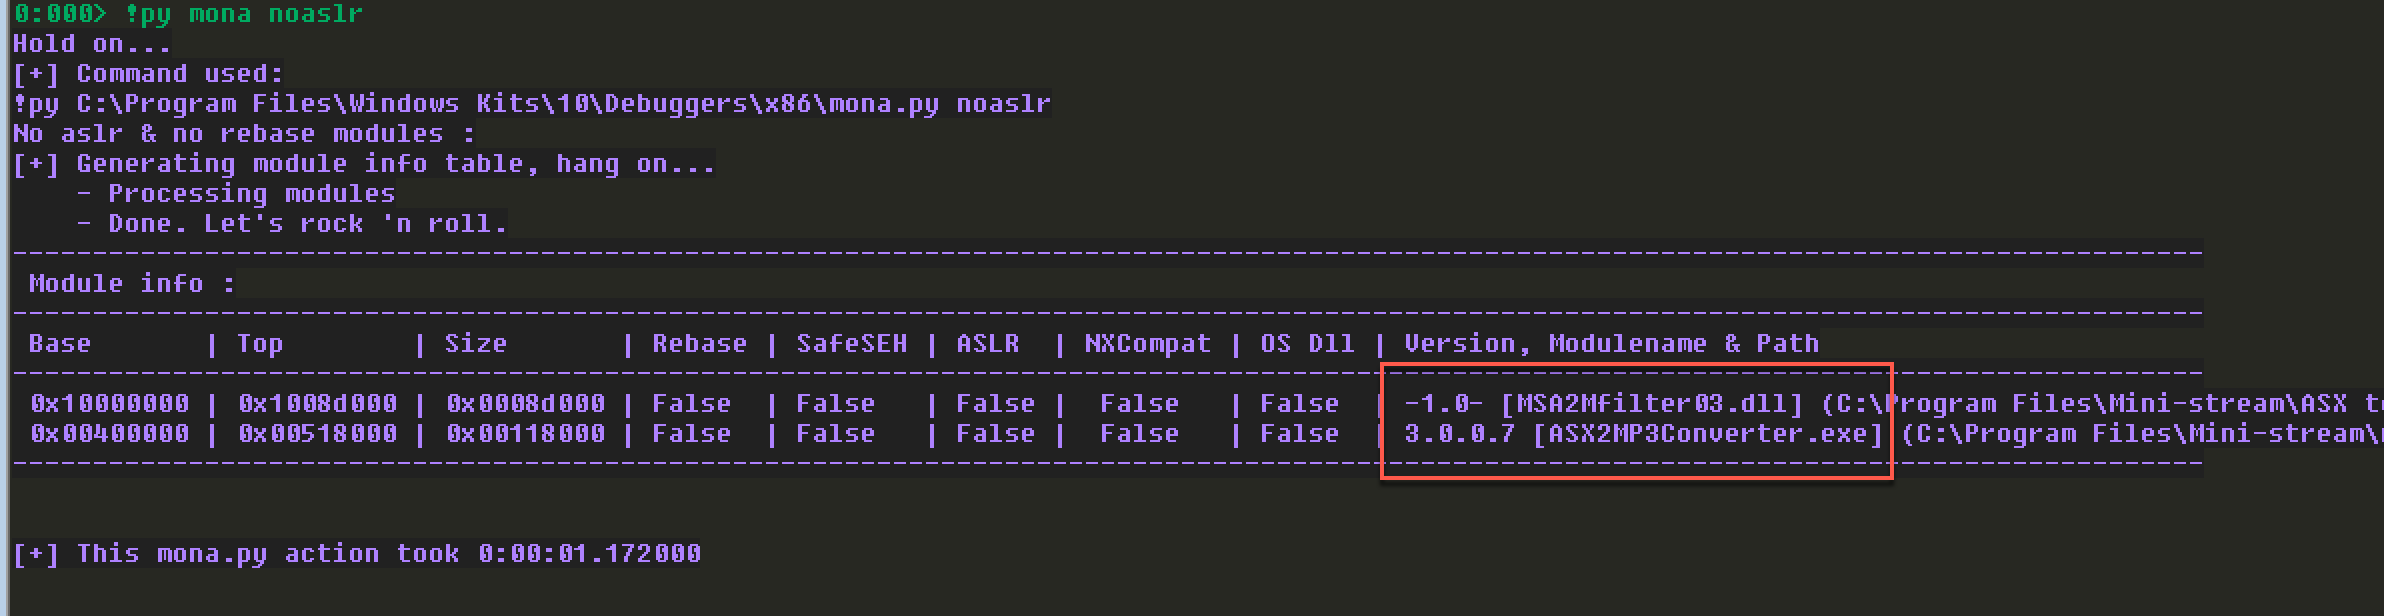 0:000> !py mona noaslr
Hold on...
[+] Command used:
!py C:\Program Files\Windows Kits\10\Debuggers\x86\mona.py noaslr
No aslr & no rebase modules :
[+] Generating module info table, hang on...
    - Processing modules
    - Done. Let's rock 'n roll.
-----------------------------------------------------------------------------------------------------------------------------------------
 Module info :
-----------------------------------------------------------------------------------------------------------------------------------------
 Base       | Top        | Size       | Rebase | SafeSEH | ASLR  | NXCompat | OS Dll | Version, Modulename & Path
-----------------------------------------------------------------------------------------------------------------------------------------
 0x10000000 | 0x1008d000 | 0x0008d000 | False  | False   | False |  False   | False  | -1.0- [MSA2Mfilter03.dll] (C:\Program Files\Mini-stream\ASX t
 0x00400000 | 0x00518000 | 0x00118000 | False  | False   | False |  False   | False  | 3.0.0.7 [ASX2MP3Converter.exe] (C:\Program Files\Mini-stream\
-----------------------------------------------------------------------------------------------------------------------------------------
[+] This mona.py action took 0:00:01.172000